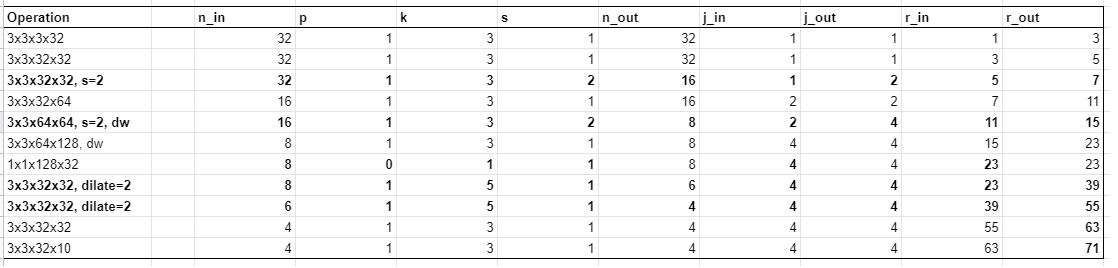 Operation n_in p k s n_out j_in j_out r_in r_out
3x3x3x32 32 1 3 1 32 1 1 1 3
3x3x32x32 32 1 3 1 32 1 1 3 5
3x3x32x32, s=2 32 1 3 2 16 1 2 5 7
3x3x32x64 16 1 3 1 16 2 2 7 11
3x3x64x64, s=2, dw 16 1 3 2 8 2 4 11 15
3x3x64x128, dw 8 1 3 1 8 4 4 15 23
1x1x128x32 8 0 1 1 8 4 4 23 23
3x3x32x32, dilate=2 8 1 5 1 6 4 4 23 39
3x3x32x32, dilate=2 6 1 5 1 4 4 4 39 55
3x3x32x32 4 1 3 1 4 4 4 55 63
3x3x32x10 4 1 3 1 4 4 4 63 71